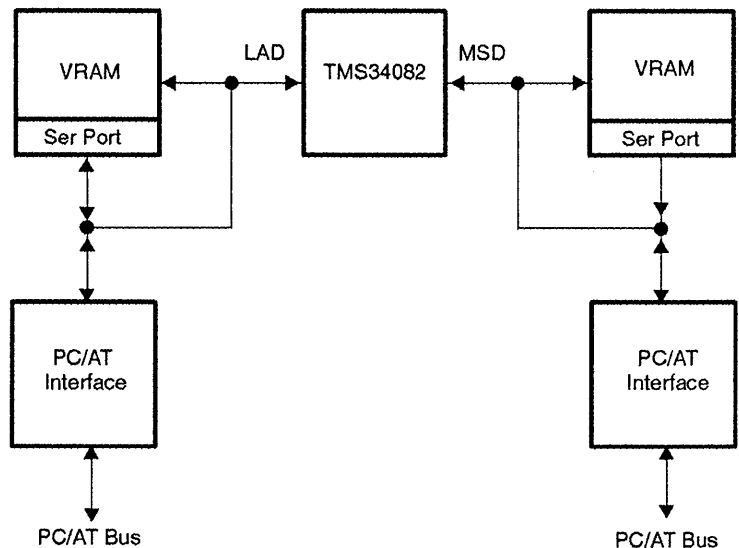 VRAM
Ser Port
LAD
TMS34082
MSD
VRAM
Ser Port
PC/AT
Interface
PC/AT
Interface
PC/AT Bus
PC/AT Bus